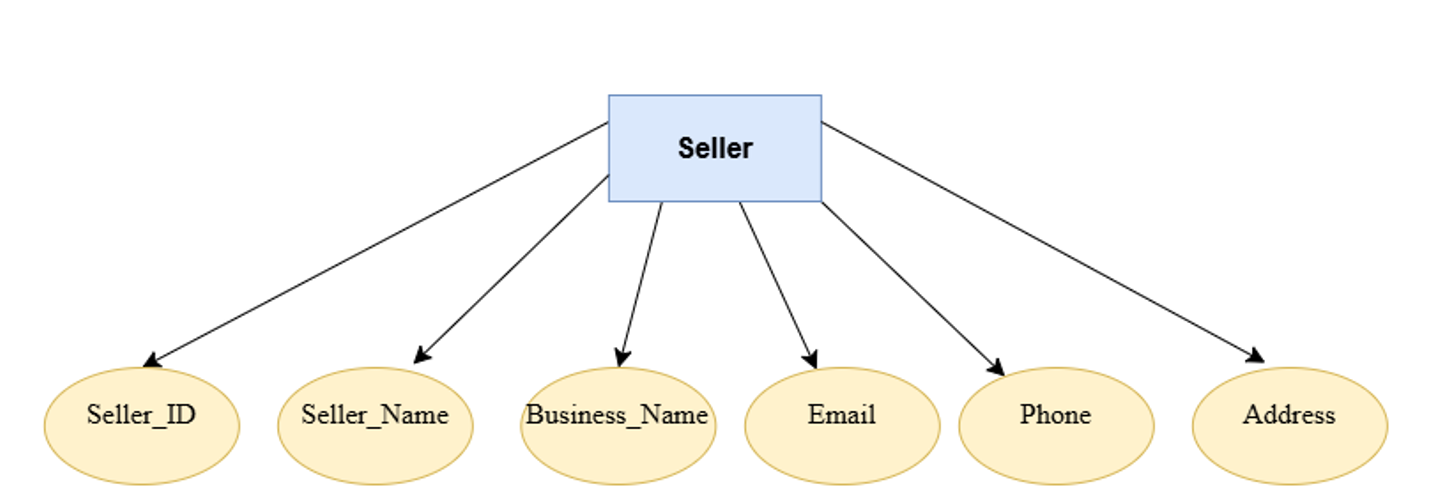 Seller
Seller_ID
Seller_Name
Business_Name
Email
Phone
Address